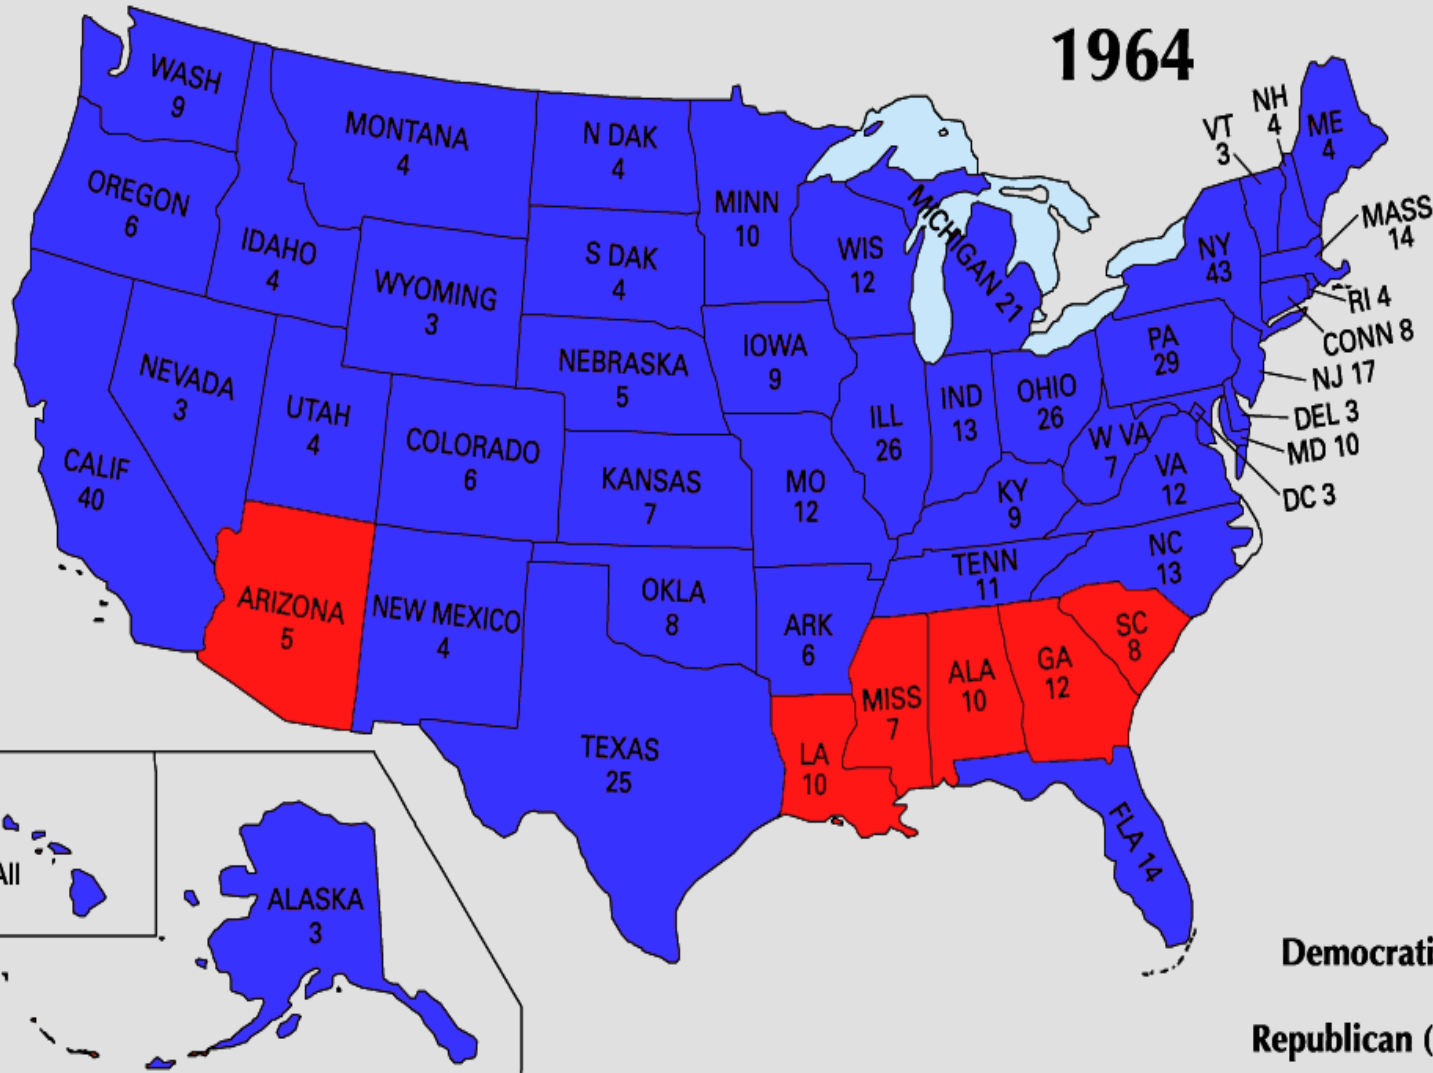 1964
WASH
9
MONTANA
4
N DAK
4
MINN
10
OREGON
6
IDAHO
4
WYOMING
3
S DAK
4
WIS
12
MICHIGAN 21
NY
43
VT
3
NH
4
ME
4
MASS
14
RI 4
CONN 8
NJ 17
DEL 3
MD 10
DC 3
PA
29
NEVADA
3
UTAH
4
COLORADO
6
NEBRASKA
5
IOWA
9
ILL
26
IND
13
OHIO
26
W VA
7
VA
12
CALIF
40
KANSAS
7
MO
12
KY
9
NC
13
TENN
11
ARIZONA
5
NEW MEXICO
4
OKLA
8
ARK
6
SC
8
MISS
7
ALA
10
GA
12
TEXAS
25
LA
10
FLA 14
AII
ALASKA
3
Democrati
Republican (